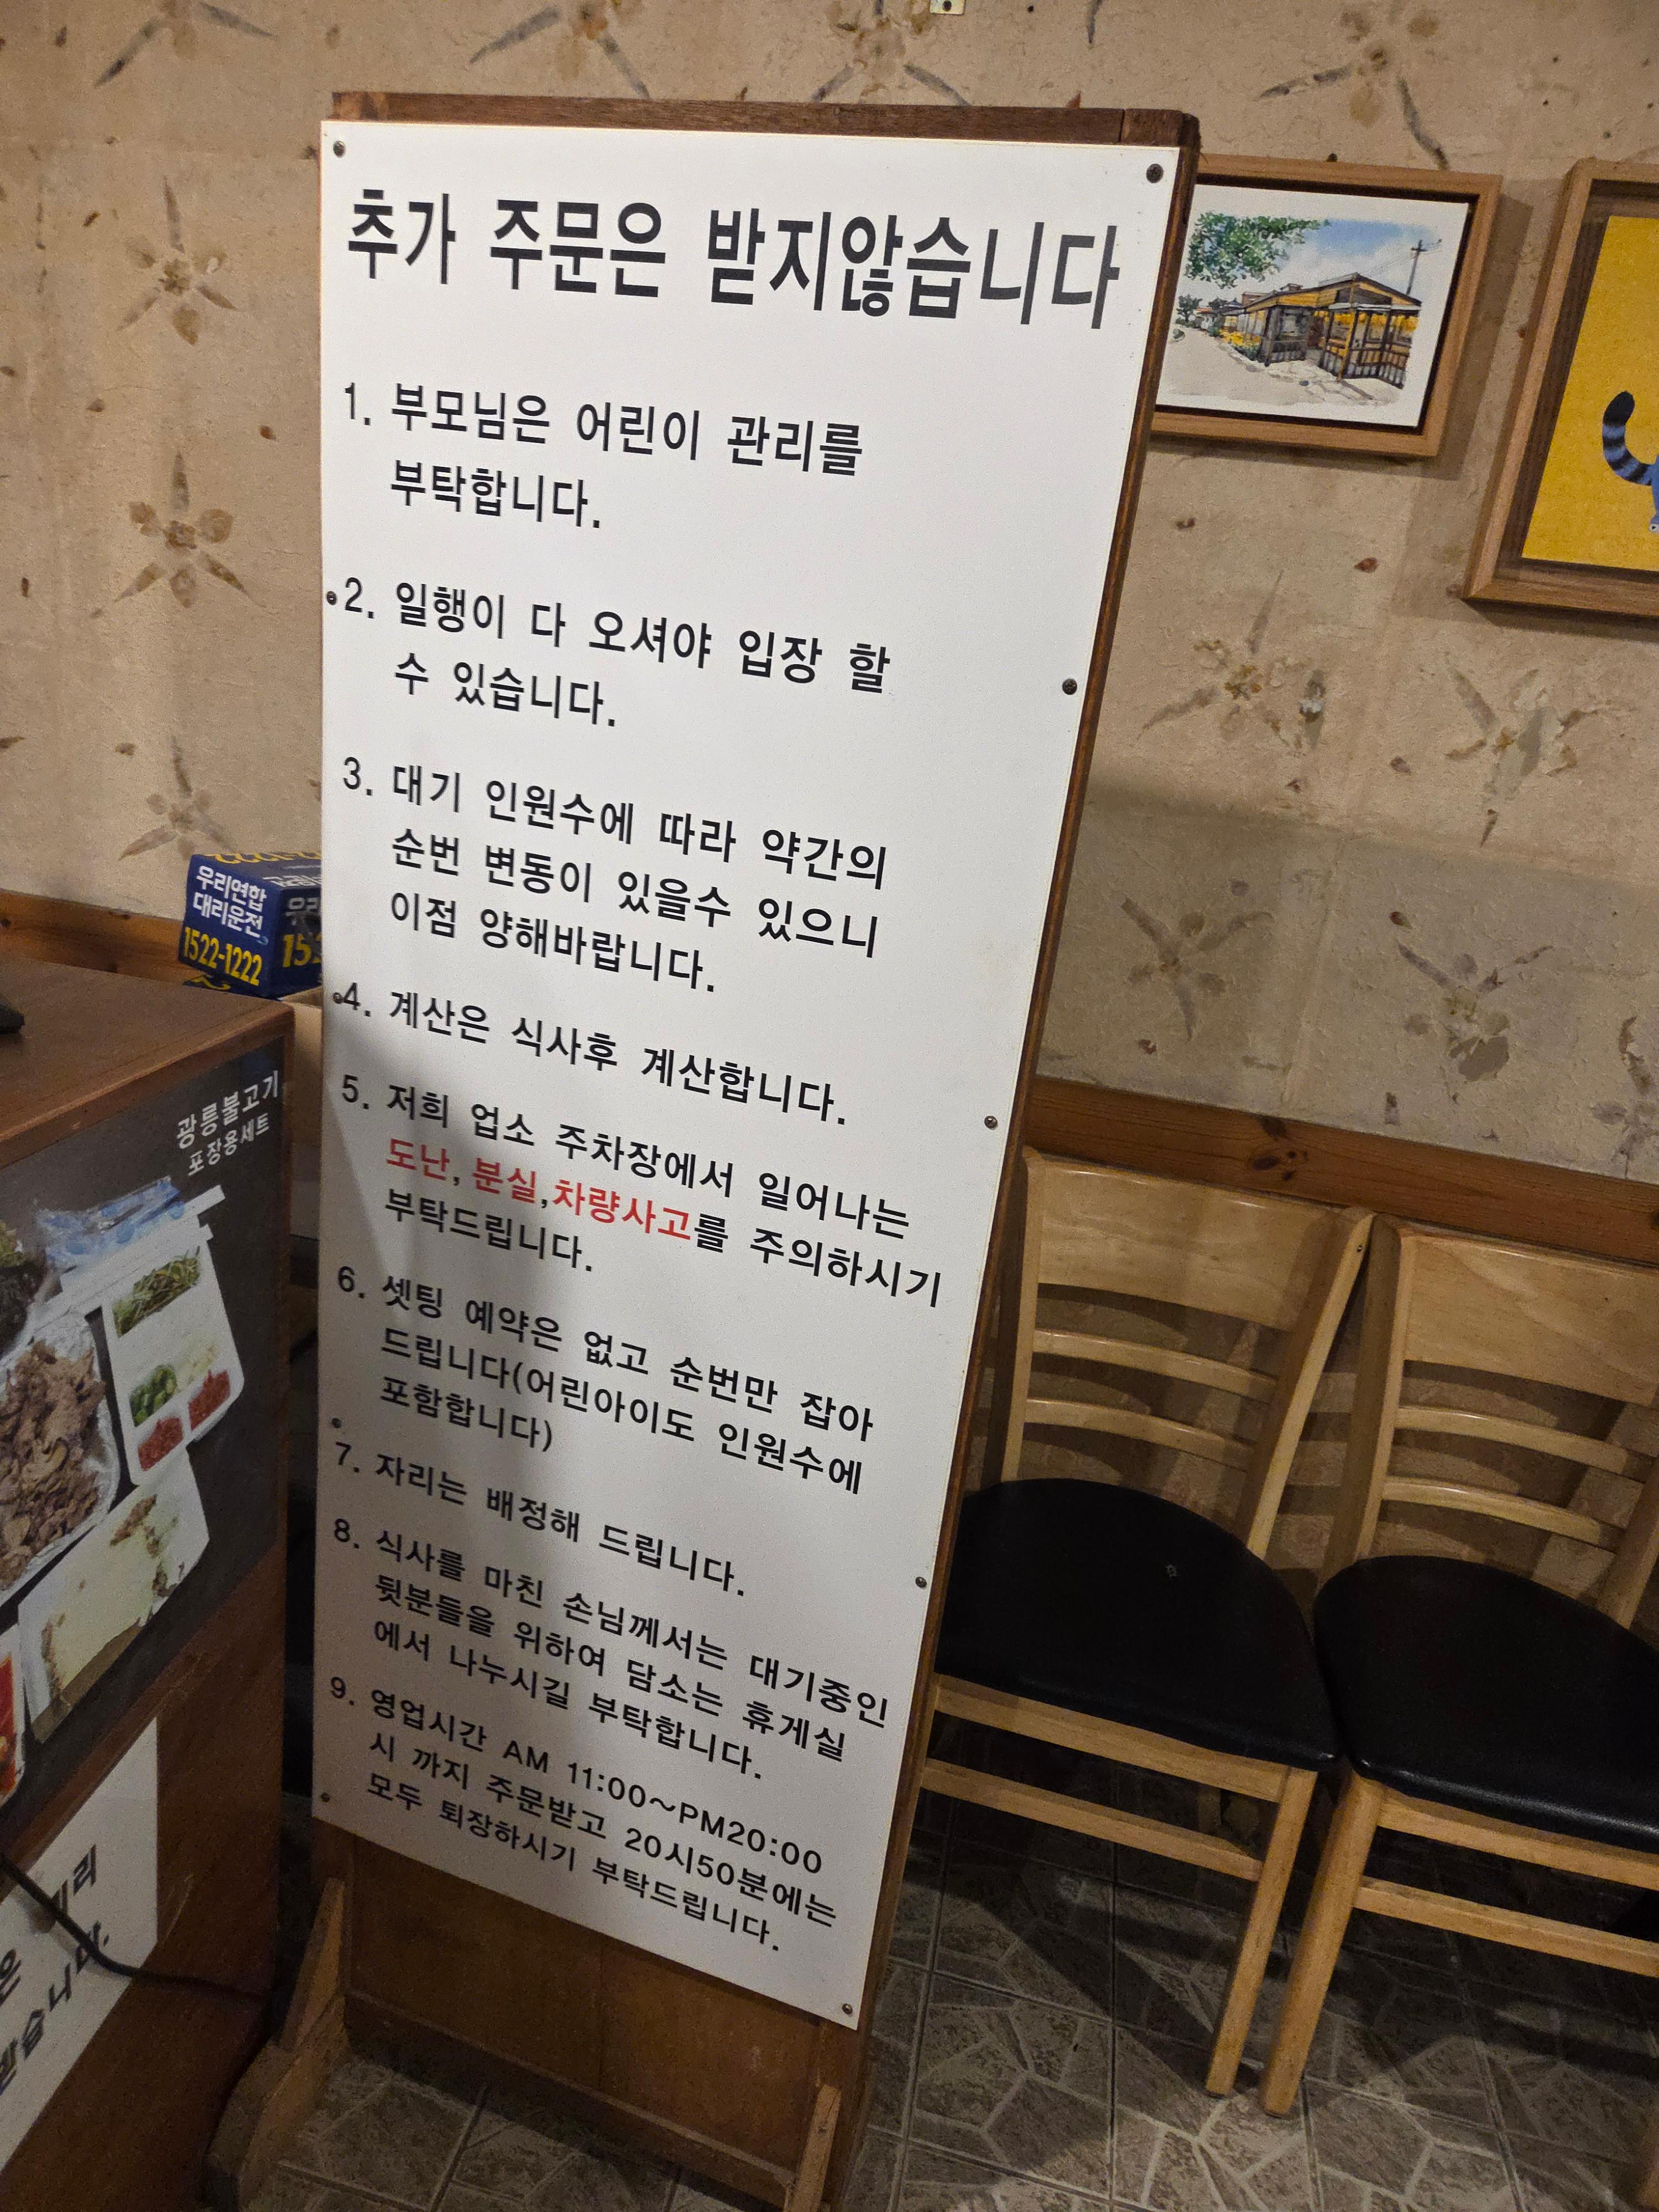 추가 주문은 받지않습니다
1. 부모님은 어린이 관리를
부탁합니다.
2. 일행이 다 오셔야 입장 할
수 있습니다.
3. 대기 인원수에 따라 약간의
순번 변동이 있을수 있으니
이점 양해바랍니다.
4. 계산은 식사후 계산합니다.
5. 저희 업소 주차장에서 일어나는
도난, 분실,차량사고를 주의하시기
부탁드립니다.
6. 셋팅 예약은 없고 순번만 잡아
드립니다(어린아이도 인원수에
포함합니다)
7. 자리는 배정해 드립니다.
8. 식사를 마친 손님께서는 대기중인
뒷분들을 위하여 담소는 휴게실
에서 나누시길 부탁합니다.
9. 영업시간 AM 11:00~PM20:00
시 까지 주문받고 20시50분에는
모두 퇴장하시기 부탁드립니다.
우리연합
대리운전
1522-1222
광릉불고기
포장용세트